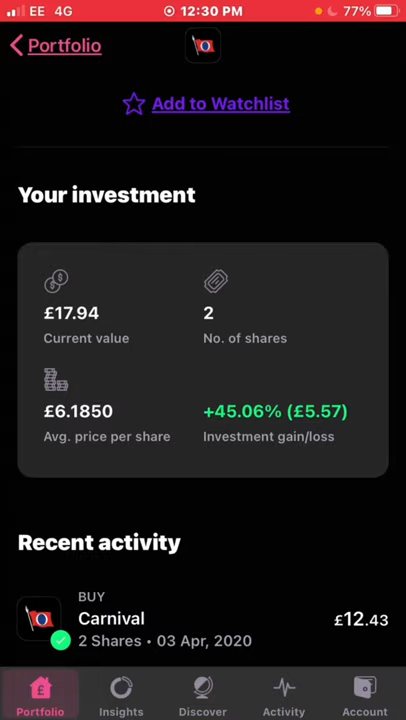 EE 4G 12:30 PM 77%
Portfolio
Add to Watchlist
Your investment
£17.94 2
Current value No. of shares
£6.1850 +45.06% (£5.57)
Avg. price per share Investment gain/loss
Recent activity
BUY
Carnival £12.43
2 Shares • 03 Apr, 2020
Portfolio Insights Discover Activity Account